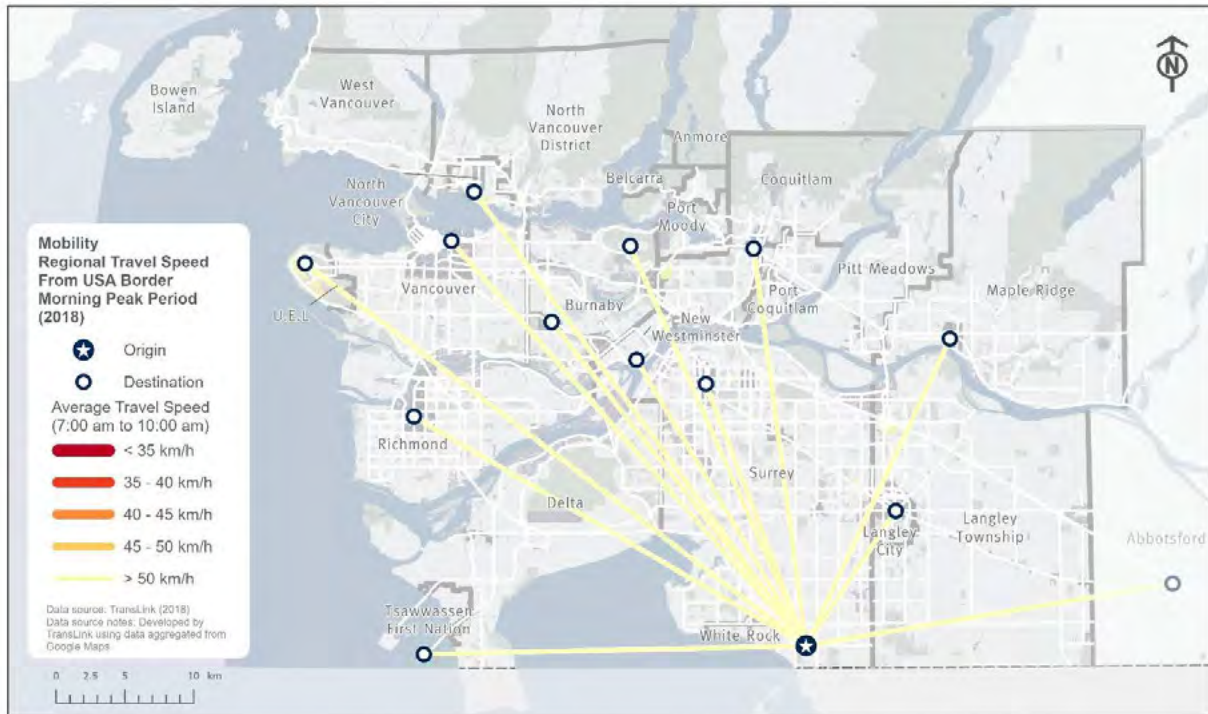 Bowen
Island
West
Vancouver
North
Vancouver
District
Anmore
N
North
Vancouver
City
Belcarra
Port
Moody
Coquitlam
Pitt Meadows
Maple Ridge
Vancouver
U.E.L
Burnaby
New
Westminster
Port
Coquitlam
Richmond
Surrey
Delta
Langley
City
Langley
Township
Abbotsford
Tsawwassen
First Nation
White Rock
Mobility
Regional Travel Speed
From USA Border
Morning Peak Period
(2018)
Origin
Destination
Average Travel Speed
(7:00 am to 10:00 am)
< 35 km/h
35 - 40 km/h
40 - 45 km/h
45 - 50 km/h
> 50 km/h
Data source: TransLink (2018)
Data source notes: Developed by
TransLink using data aggregated from
Google Maps
0 2.5 5 10 km